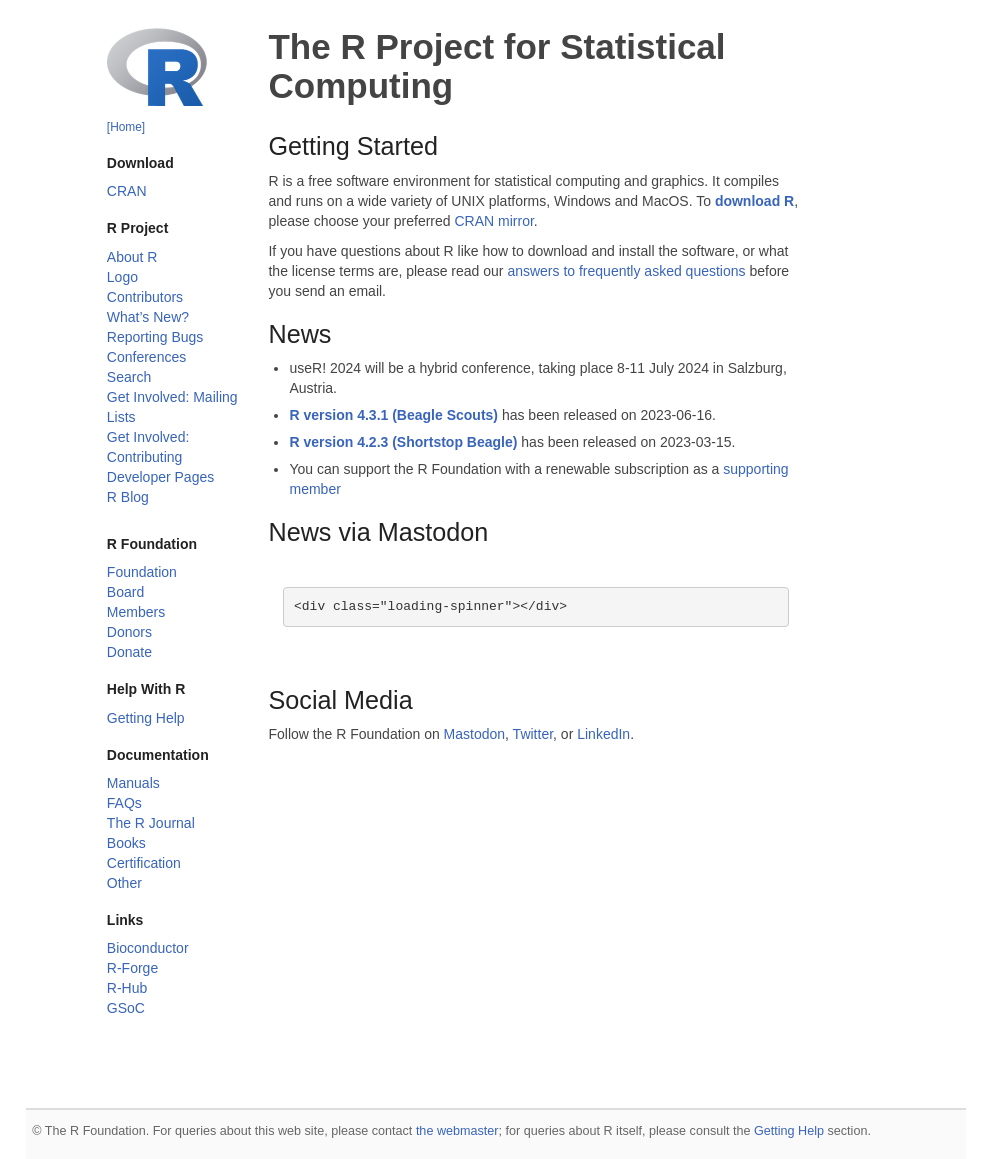 R
[Home]
Download
CRAN
R Project
About R
Logo
Contributors
What’s New?
Reporting Bugs
Conferences
Search
Get Involved: Mailing
Lists
Get Involved:
Contributing
Developer Pages
R Blog
R Foundation
Foundation
Board
Members
Donors
Donate
Help With R
Getting Help
Documentation
Manuals
FAQs
The R Journal
Books
Certification
Other
Links
Bioconductor
R-Forge
R-Hub
GSoC
The R Project for Statistical
Computing
Getting Started
R is a free software environment for statistical computing and graphics. It compiles
and runs on a wide variety of UNIX platforms, Windows and MacOS. To download R,
please choose your preferred CRAN mirror.
If you have questions about R like how to download and install the software, or what
the license terms are, please read our answers to frequently asked questions before
you send an email.
News
• useR! 2024 will be a hybrid conference, taking place 8-11 July 2024 in Salzburg,
Austria.
• R version 4.3.1 (Beagle Scouts) has been released on 2023-06-16.
• R version 4.2.3 (Shortstop Beagle) has been released on 2023-03-15.
• You can support the R Foundation with a renewable subscription as a supporting
member
News via Mastodon
<div class="loading-spinner"></div>
Social Media
Follow the R Foundation on Mastodon, Twitter, or LinkedIn.
© The R Foundation. For queries about this web site, please contact the webmaster; for queries about R itself, please consult the Getting Help section.